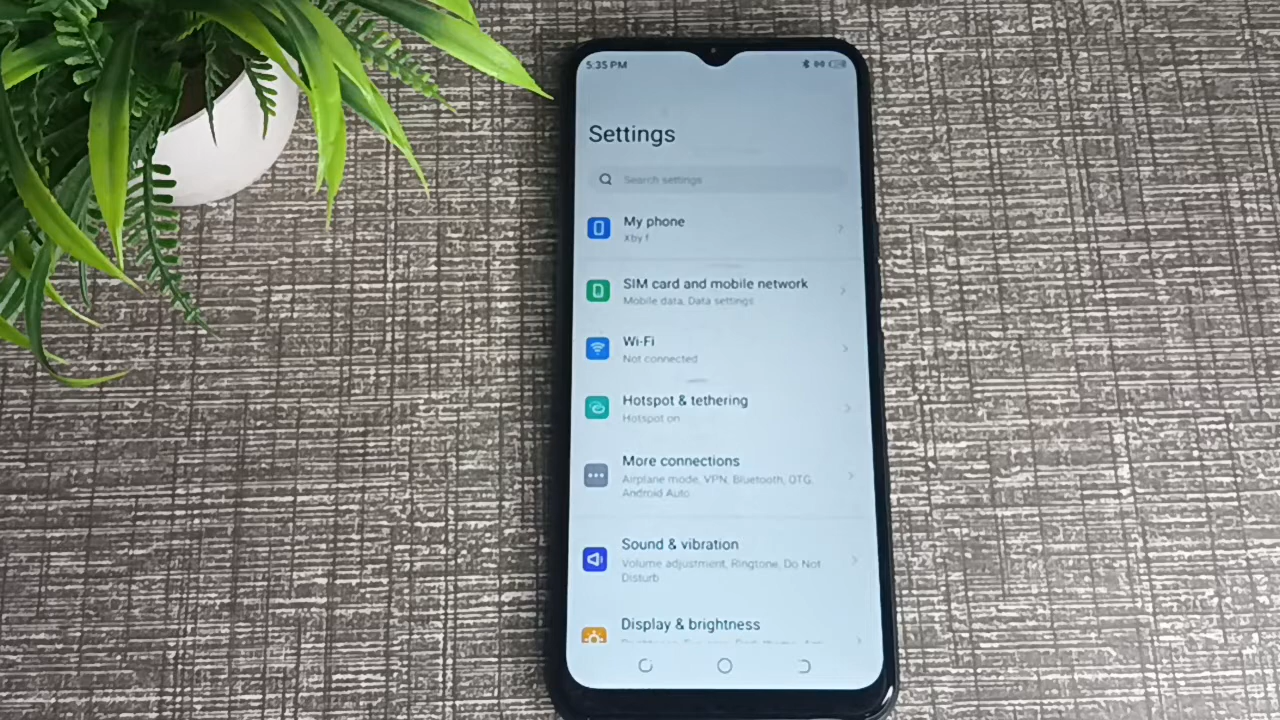 5:35 PM
Settings
Search settings
My phone
Xby f
SIM card and mobile network
Mobile data, Data settings
Wi-Fi
Not connected
Hotspot & tethering
Hotspot on
More connections
Airplane mode, VPN, Bluetooth, OTG,
Android Auto
Sound & vibration
Volume adjustment, Ringtone, Do Not
Disturb
Display & brightness